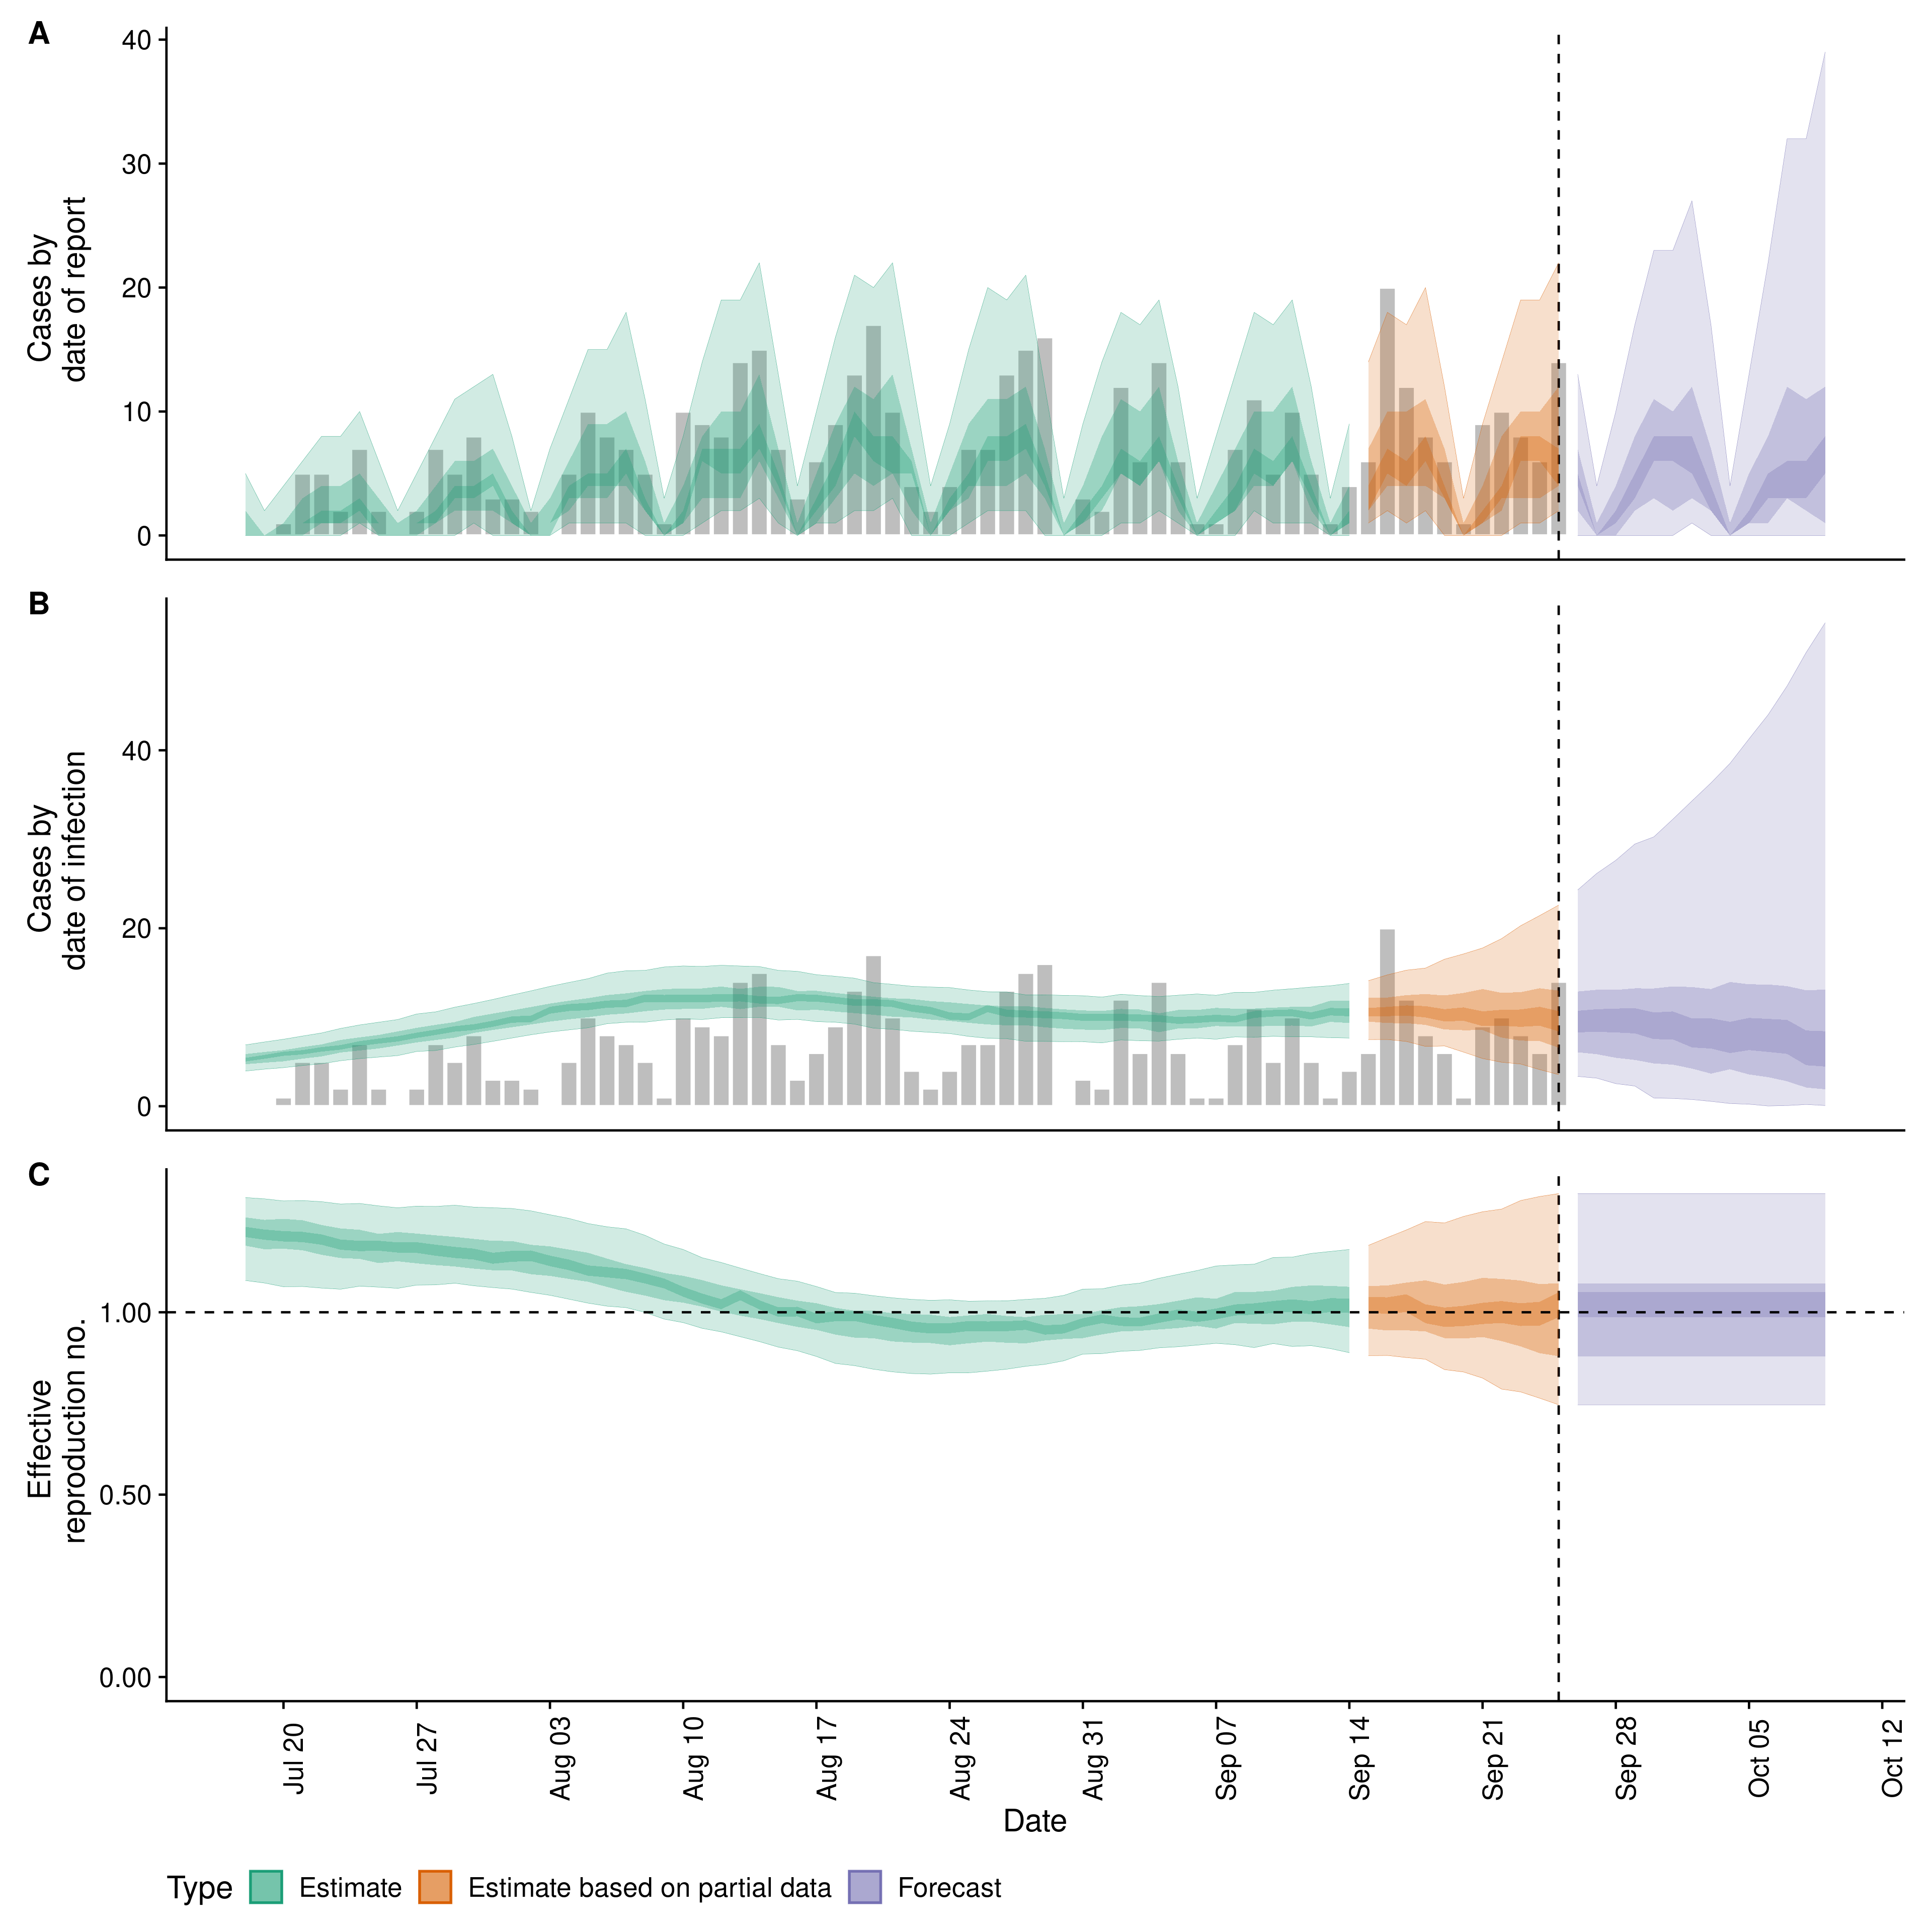 A
40
30
20
10
0
Cases by
date of report
B
40
20
0
Cases by
date of infection
C
1.00
0.50
0.00
Effective
reproduction no.
Jul 20
Jul 27
Aug 03
Aug 10
Aug 17
Aug 24
Aug 31
Sep 07
Sep 14
Sep 21
Sep 28
Oct 05
Oct 12
Date
Type Estimate Estimate based on partial data Forecast